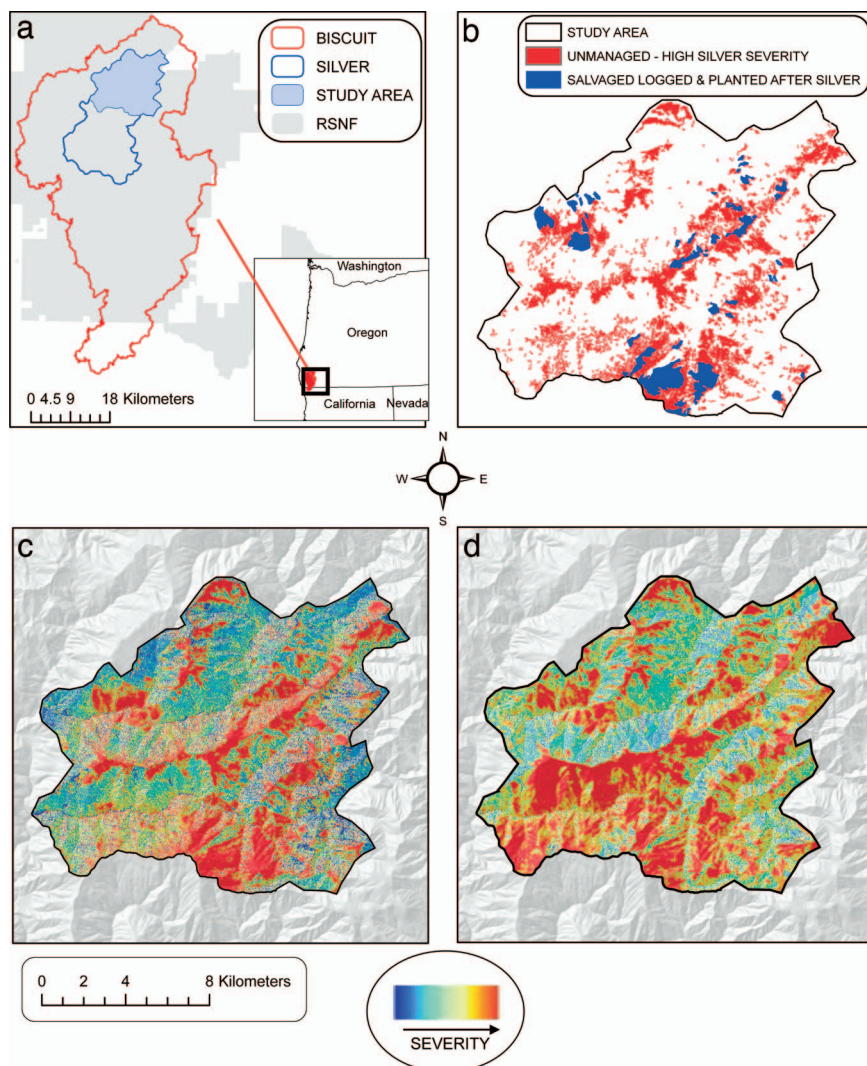 a
BISCUIT
SILVER
STUDY AREA
RSNF
Washington
Oregon
California
Nevada
0 4.5 9 18 Kilometers
b
STUDY AREA
UNMANAGED - HIGH SILVER SEVERITY
SALVAGED LOGGED & PLANTED AFTER SILVER
N
W E
S
c
d
0 2 4 8 Kilometers
SEVERITY